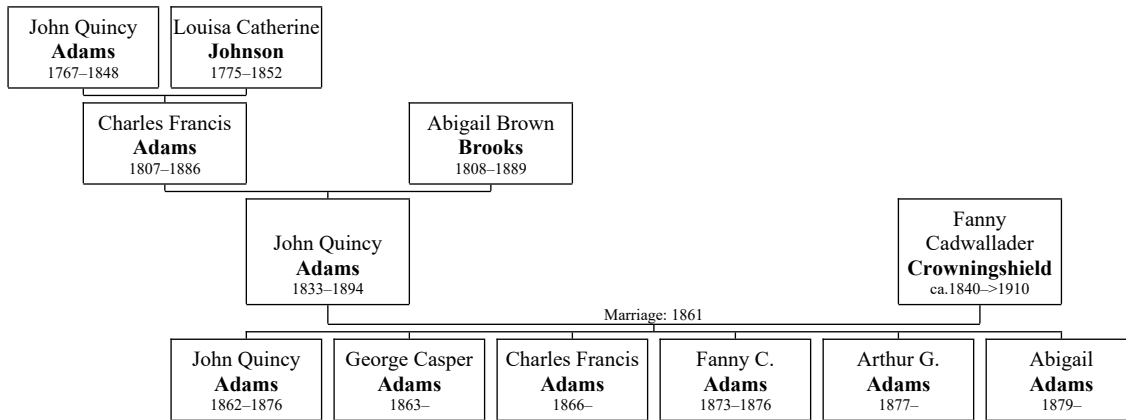 John Quincy
Adams
1767–1848
Louisa Catherine
Johnson
1775–1852
Charles Francis
Adams
1807–1886
Abigail Brown
Brooks
1808–1889
John Quincy
Adams
1833–1894
Fanny
Cadwallader
Crowningshield
ca.1840–>1910
Marriage: 1861
John Quincy
Adams
1862–1876
George Casper
Adams
1863–
Charles Francis
Adams
1866–
Fanny C.
Adams
1873–1876
Arthur G.
Adams
1877–
Abigail
Adams
1879–